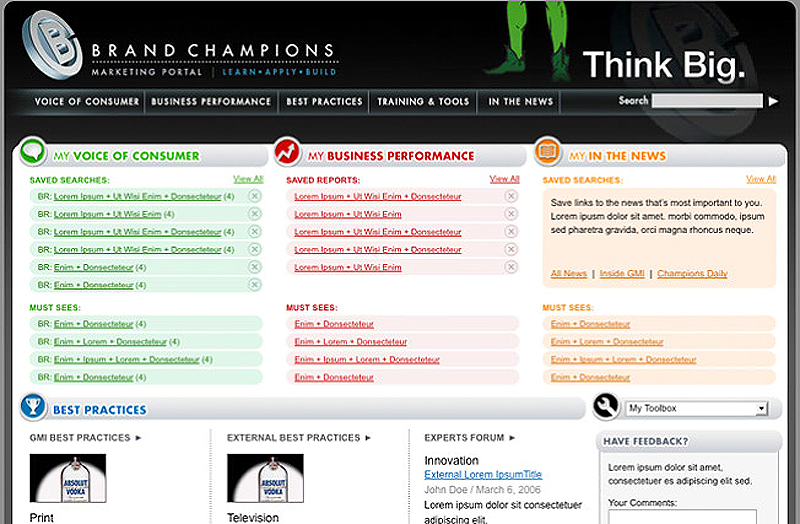 B
BRAND CHAMPIONS
MARKETING PORTAL | LEARN • APPLY • BUILD
Think Big.
VOICE OF CONSUMER
BUSINESS PERFORMANCE
BEST PRACTICES
TRAINING & TOOLS
IN THE NEWS
Search
MY VOICE OF CONSUMER
SAVED SEARCHES:
View All
BR: Lorem Ipsum + Ut Wisi Enim + Donsecteteur (4)
BR: Lorem Ipsum + Ut Wisi Enim (4)
BR: Lorem Ipsum + Ut Wisi Enim + Donsecteteur (4)
BR: Lorem Ipsum + Ut Wisi Enim + Donsecteteur (4)
BR: Enim + Donsecteteur (4)
BR: Enim + Donsecteteur (4)
MUST SEES:
BR: Enim + Donsecteteur (4)
BR: Enim + Lorem + Donsecteteur (4)
BR: Enim + Ipsum + Lorem + Donsecteteur (4)
BR: Enim + Donsecteteur (4)
MY BUSINESS PERFORMANCE
SAVED REPORTS:
View All
Lorem Ipsum + Ut Wisi Enim + Donsecteteur
Lorem Ipsum + Ut Wisi Enim
Lorem Ipsum + Ut Wisi Enim + Donsecteteur
Lorem Ipsum + Ut Wisi Enim + Donsecteteur
Lorem Ipsum + Ut Wisi Enim
MUST SEES:
Enim + Donsecteteur
Enim + Lorem + Donsecteteur
Enim + Ipsum + Lorem + Donsecteteur
Enim + Donsecteteur
MY IN THE NEWS
SAVED SEARCHES:
View All
Save links to the news that's most important to you.
Lorem ipusm dolor sit amet. morbi commodo, ipsum
sed pharetra gravida, orci magna rhoncus neque.
All News | Inside GMI | Champions Daily
MUST SEES:
Enim + Donsecteteur
Enim + Lorem + Donsecteteur
Enim + Ipsum + Lorem + Donsecteteur
Enim + Donsecteteur
BEST PRACTICES
GMI BEST PRACTICES
ABSOLUT
VODKA
Print
EXTERNAL BEST PRACTICES
ABSOLUT
VODKA
Television
EXPERTS FORUM
Innovation
External Lorem IpsumTitle
John Doe / March 6, 2006
Lorem ipsum dolor sit consectetuer
adipiscing elit. Lorem ipsum dolor
My Toolbox
HAVE FEEDBACK?
Lorem ipsum dolor sit amet,
consectetuer es adipiscing elit sed.
Your Comments: